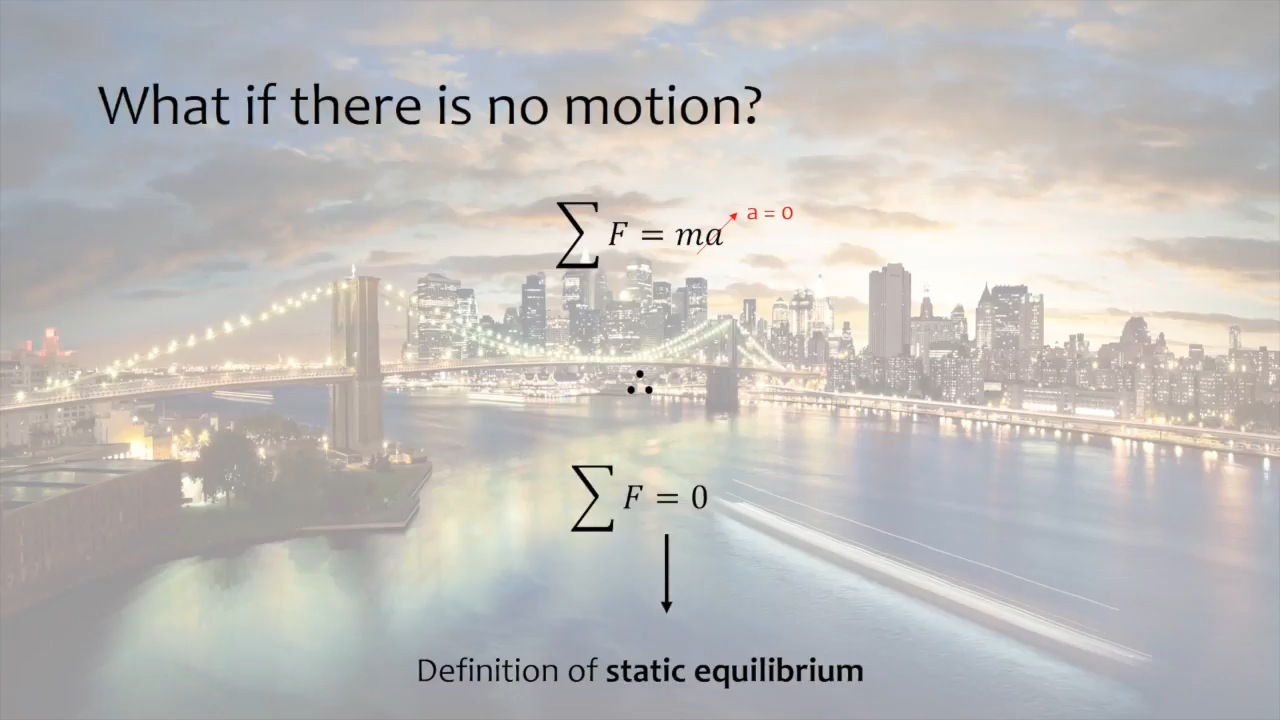 What if there is no motion?
∑ F = ma a = 0
∴
∑ F = 0
Definition of static equilibrium